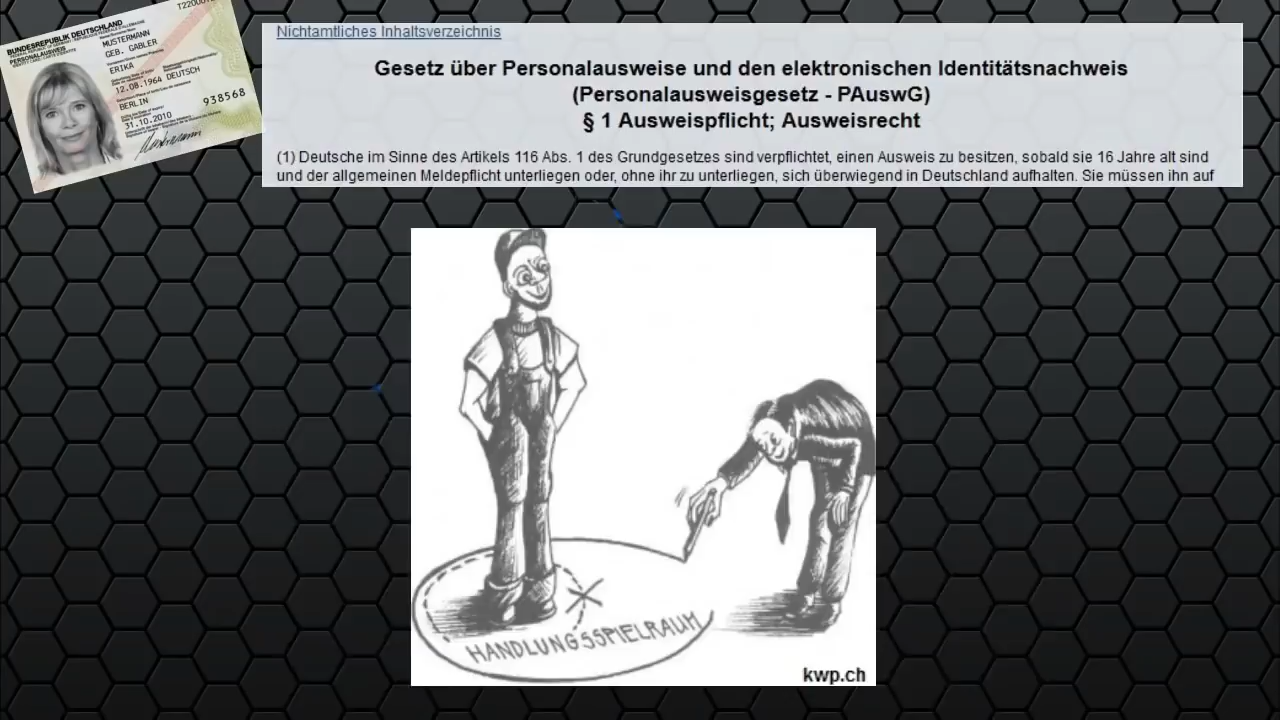 T2200
BUNDESREPUBLIK DEUTSCHLAND
PERSONALAUSWEIS
MUSTERMANN
GEB. GABLER
ERIKA
12.08.1964 DEUTSCH
BERLIN
31.10.2010 938568
Nichtamtliches Inhaltsverzeichnis
Gesetz über Personalausweise und den elektronischen Identitätsnachweis
(Personalausweisgesetz - PAuswG)
§ 1 Ausweispflicht; Ausweisrecht
(1) Deutsche im Sinne des Artikels 116 Abs. 1 des Grundgesetzes sind verpflichtet, einen Ausweis zu besitzen, sobald sie 16 Jahre alt sind
und der allgemeinen Meldepflicht unterliegen oder, ohne ihr zu unterliegen, sich überwiegend in Deutschland aufhalten. Sie müssen ihn auf
HANDLUNGSSPIELRAUM
kwp.ch